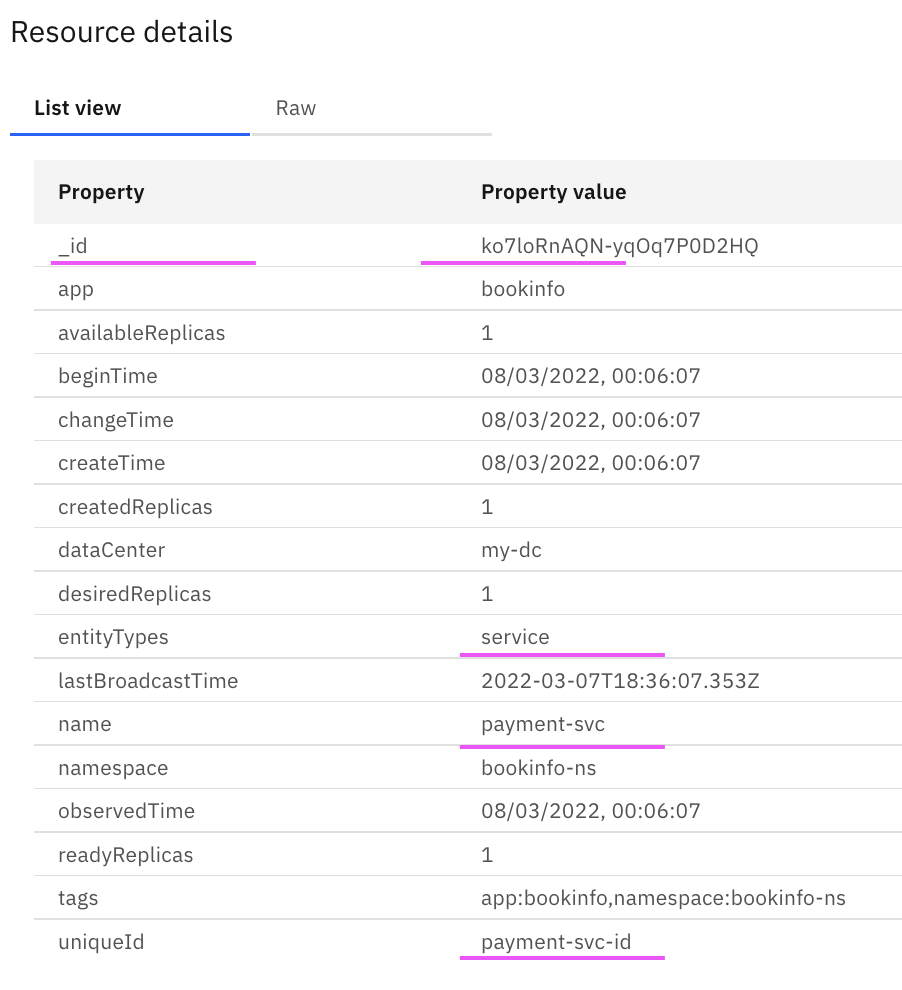 Resource details
List view Raw
Property Property value
_id ko7loRnAQN-yqOq7P0D2HQ
app bookinfo
availableReplicas 1
beginTime 08/03/2022, 00:06:07
changeTime 08/03/2022, 00:06:07
createTime 08/03/2022, 00:06:07
createdReplicas 1
dataCenter my-dc
desiredReplicas 1
entityTypes service
lastBroadcastTime 2022-03-07T18:36:07.353Z
name payment-svc
namespace bookinfo-ns
observedTime 08/03/2022, 00:06:07
readyReplicas 1
tags app:bookinfo,namespace:bookinfo-ns
uniqueId payment-svc-id